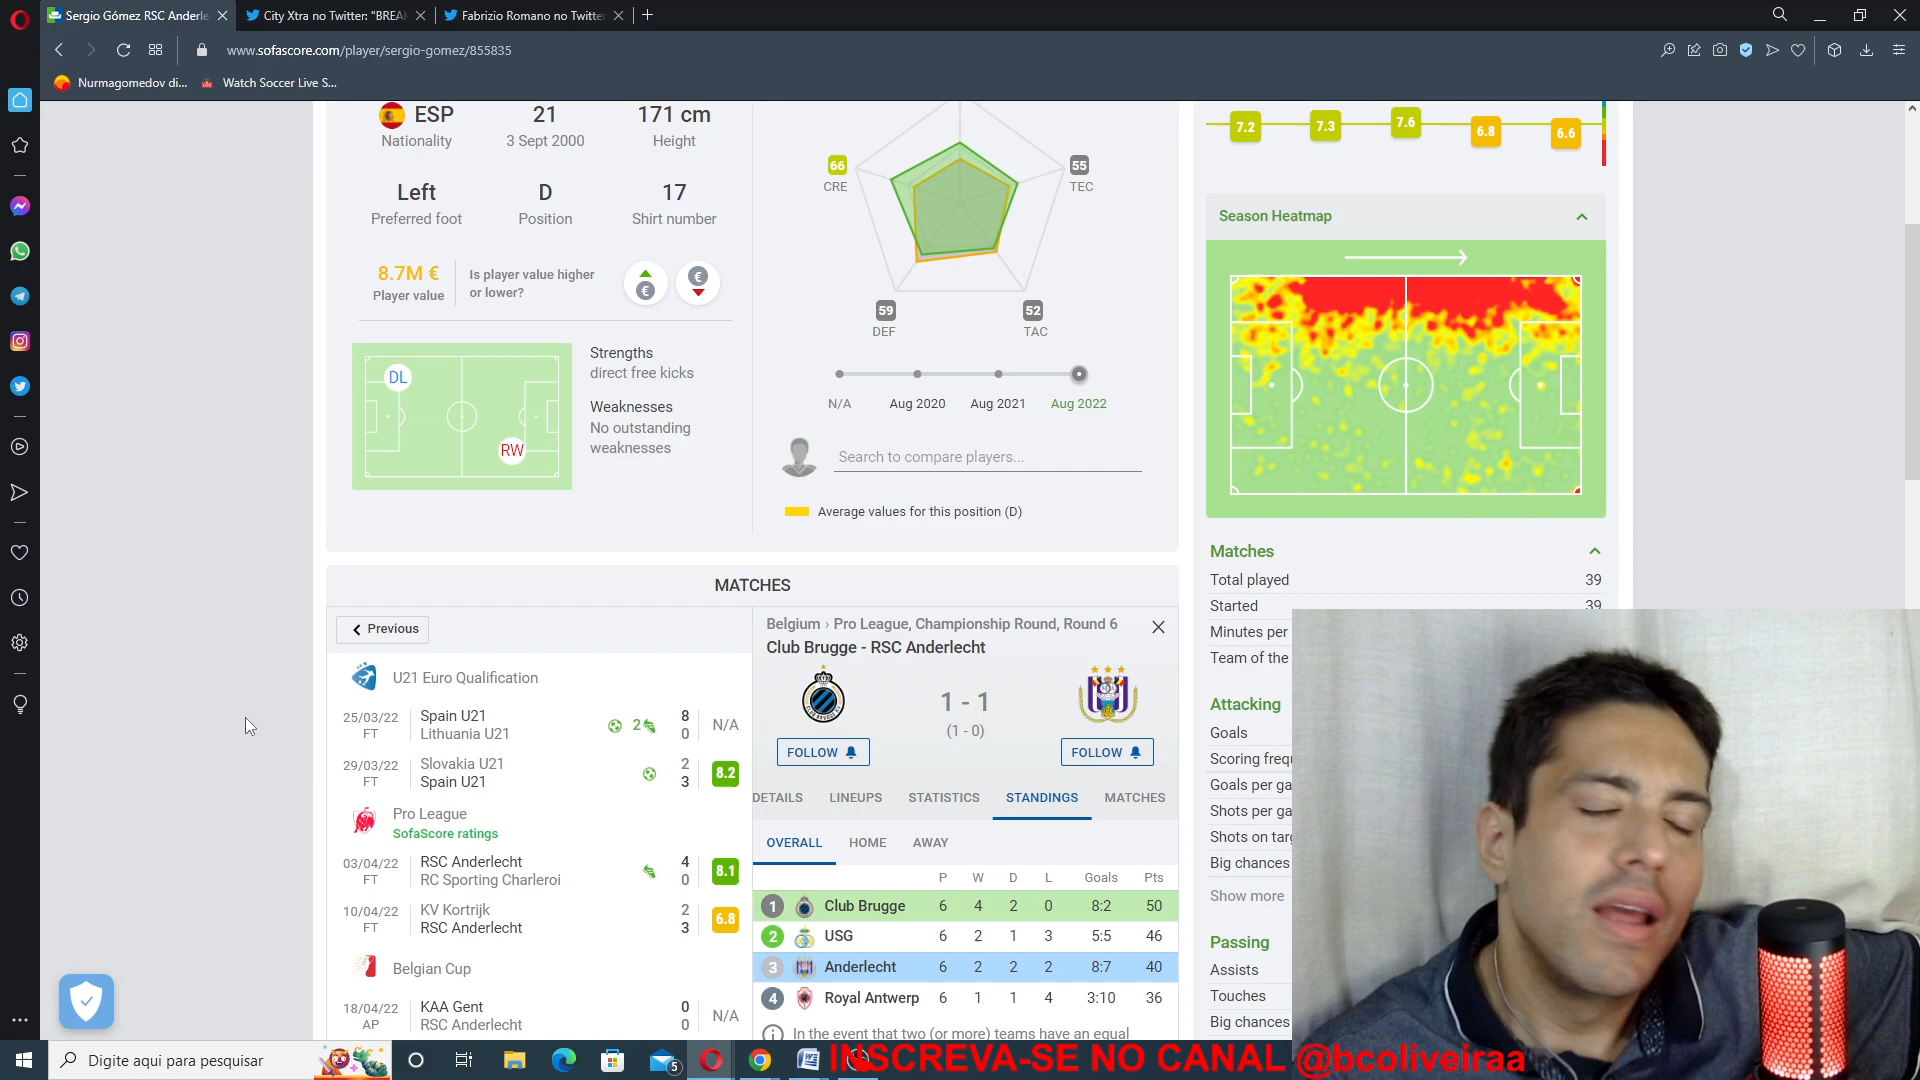 Sergio Gómez RSC Anderle
City Xtra no Twitter: "BREA
Fabrizio Romano no Twitte
www.sofascore.com/player/sergio-gomez/855835
Nurmagomedov di...
Watch Soccer Live S...
ESP
Nationality
21
3 Sept 2000
171 cm
Height
Left
Preferred foot
D
Position
17
Shirt number
8.7M €
Player value
Is player value higher
or lower?
€
€
DL
RW
Strengths
direct free kicks
Weaknesses
No outstanding
weaknesses
66
CRE
55
TEC
59
DEF
52
TAC
N/A
Aug 2020
Aug 2021
Aug 2022
Search to compare players...
Average values for this position (D)
7.2
7.3
7.6
6.8
6.6
Season Heatmap
Matches
Total played 39
Started 39
Minutes per
Team of the
Attacking
Goals
Scoring freq
Goals per ga
Shots per ga
Shots on tar
Big chances
Show more
Passing
Assists
Touches
Big chances
MATCHES
Previous
U21 Euro Qualification
25/03/22 Spain U21 2 8 N/A
FT Lithuania U21 0
29/03/22 Slovakia U21 2 8.2
FT Spain U21 3
Pro League
SofaScore ratings
03/04/22 RSC Anderlecht 4 8.1
FT RC Sporting Charleroi 0
10/04/22 KV Kortrijk 2 6.8
FT RSC Anderlecht 3
Belgian Cup
18/04/22 KAA Gent 0 N/A
AP RSC Anderlecht 0
Belgium › Pro League, Championship Round, Round 6
Club Brugge - RSC Anderlecht
1 - 1
(1 - 0)
FOLLOW
FOLLOW
DETAILS LINEUPS STATISTICS STANDINGS MATCHES
OVERALL HOME AWAY
P W D L Goals Pts
1 Club Brugge 6 4 2 0 8:2 50
2 USG 6 2 1 3 5:5 46
3 Anderlecht 6 2 2 2 8:7 40
4 Royal Antwerp 6 1 1 4 3:10 36
In the event that two (or more) teams have an equal
Digite aqui para pesquisar
5
INSCREVA-SE NO CANAL @bcoliveiraa